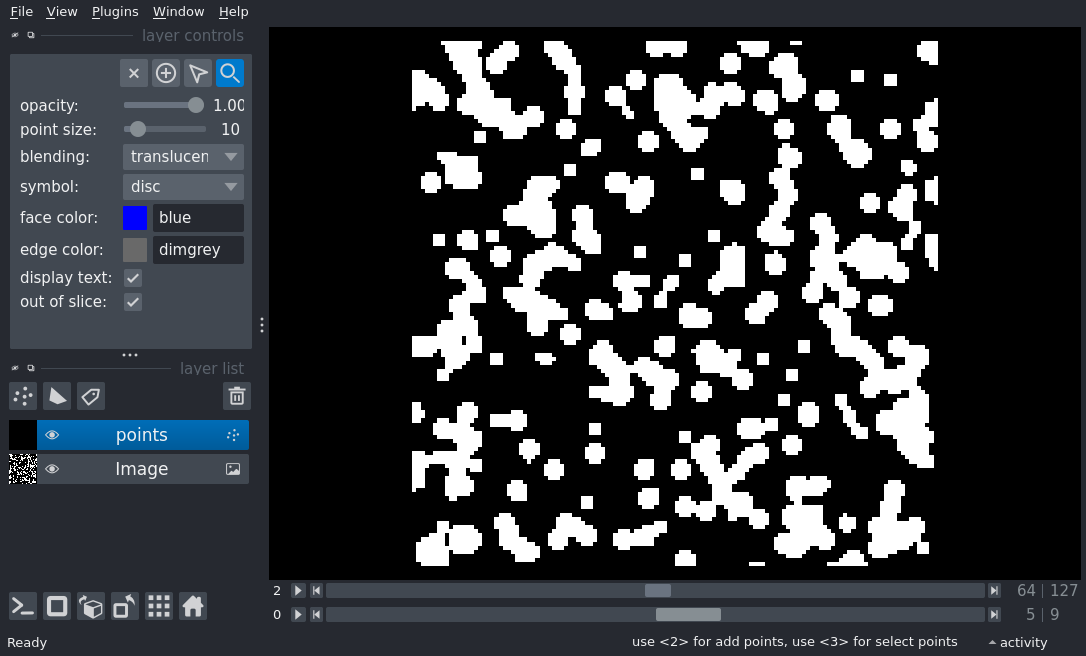 File View Plugins Window Help
layer controls
opacity: 1.00
point size: 10
blending: translucen
symbol: disc
face color: blue
edge color: dimgrey
display text:
out of slice:
layer list
points
Image
2 64 | 127
0 5 | 9
Ready use <2> for add points, use <3> for select points activity